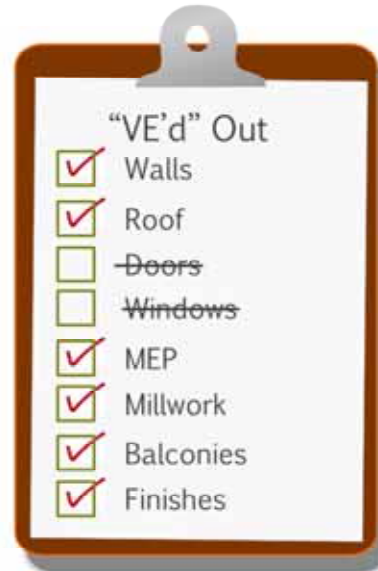 “VE’d” Out
Walls
Roof
Doors
Windows
MEP
Millwork
Balconies
Finishes